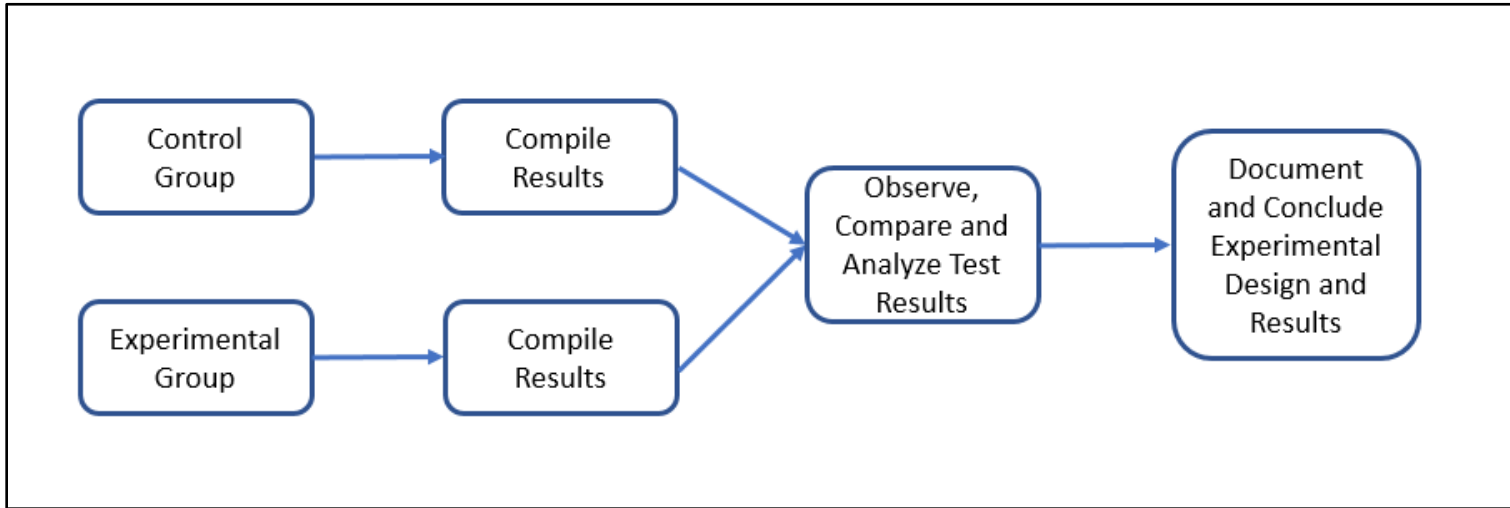 Control
Group
Compile
Results
Experimental
Group
Compile
Results
Observe,
Compare and
Analyze Test
Results
Document
and Conclude
Experimental
Design and
Results